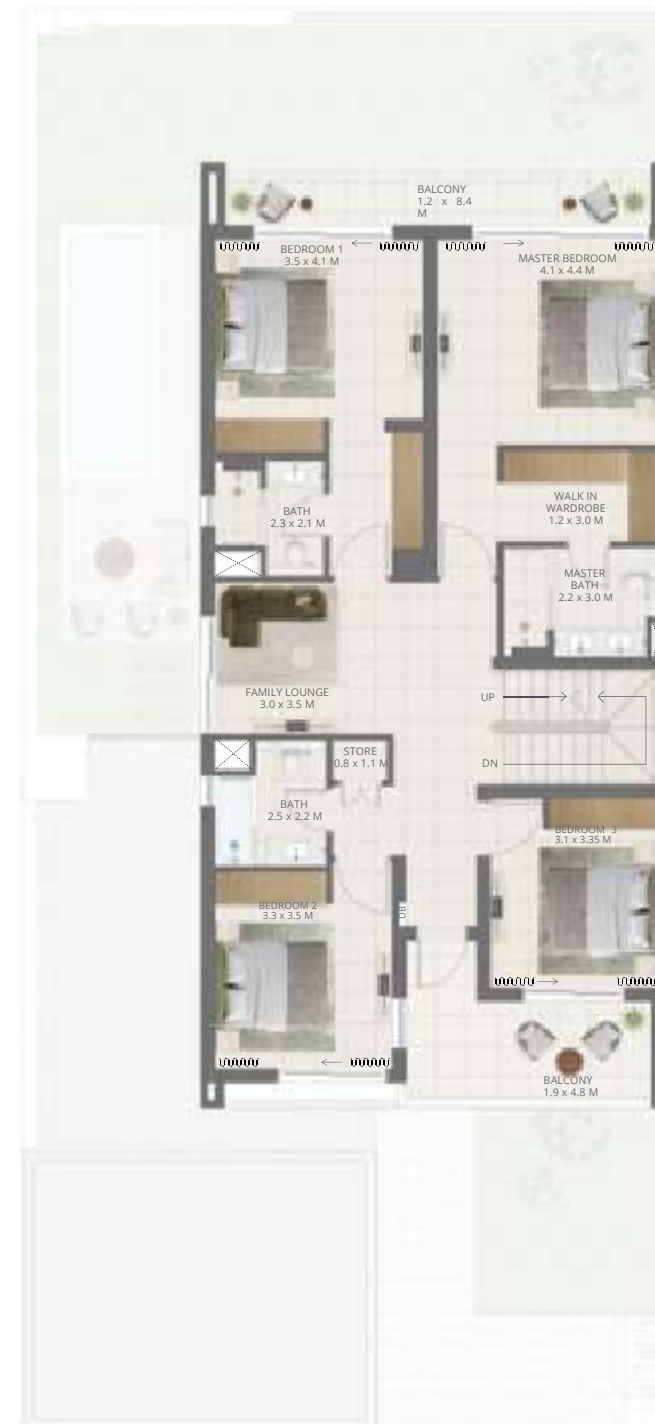 BALCONY
1.2 x 8.4
M
BEDROOM 1
3.5 x 4.1 M
MASTER BEDROOM
4.1 x 4.4 M
BATH
2.3 x 2.1 M
WALK IN
WARDROBE
1.2 x 3.0 M
MASTER
BATH
2.2 x 3.0 M
FAMILY LOUNGE
3.0 x 3.5 M
UP
STORE
0.8 x 1.1 M
DN
BATH
2.5 x 2.2 M
BEDROOM 3
3.1 x 3.35 M
BEDROOM 2
3.3 x 3.5 M
DB
BALCONY
1.9 x 4.8 M